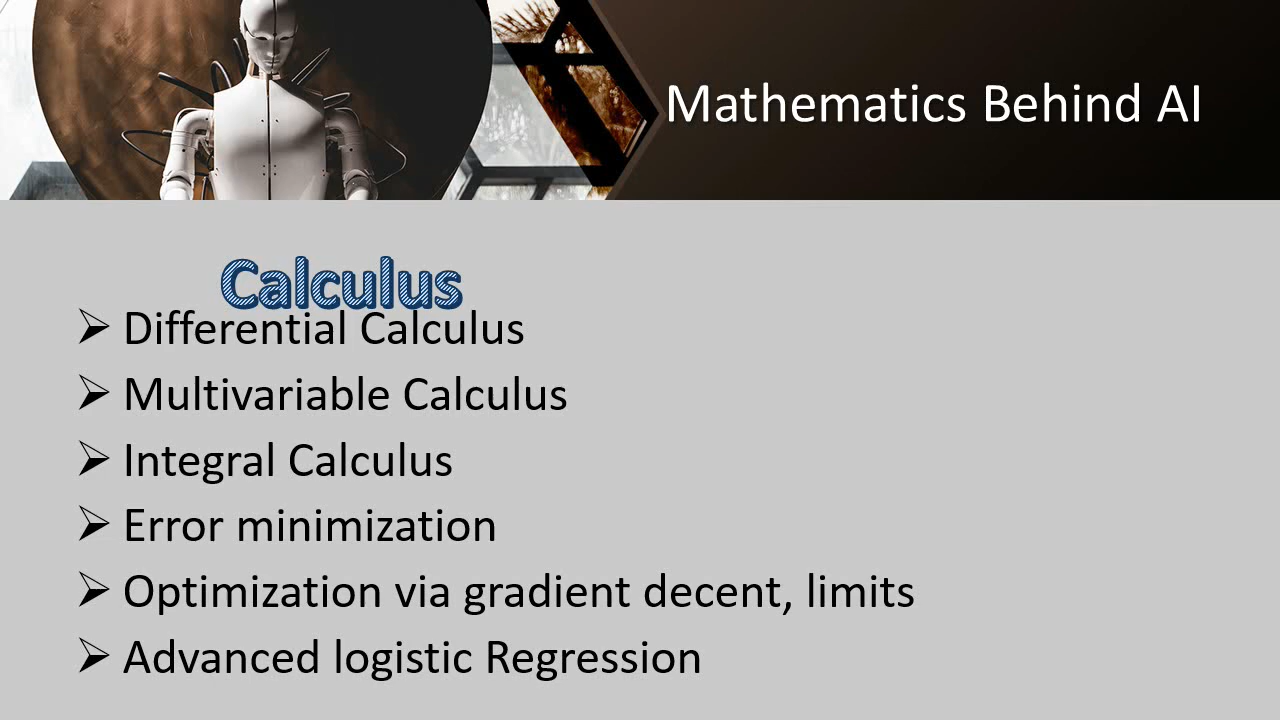 Mathematics Behind AI
Calculus
Differential Calculus
Multivariable Calculus
Integral Calculus
Error minimization
Optimization via gradient decent, limits
Advanced logistic Regression